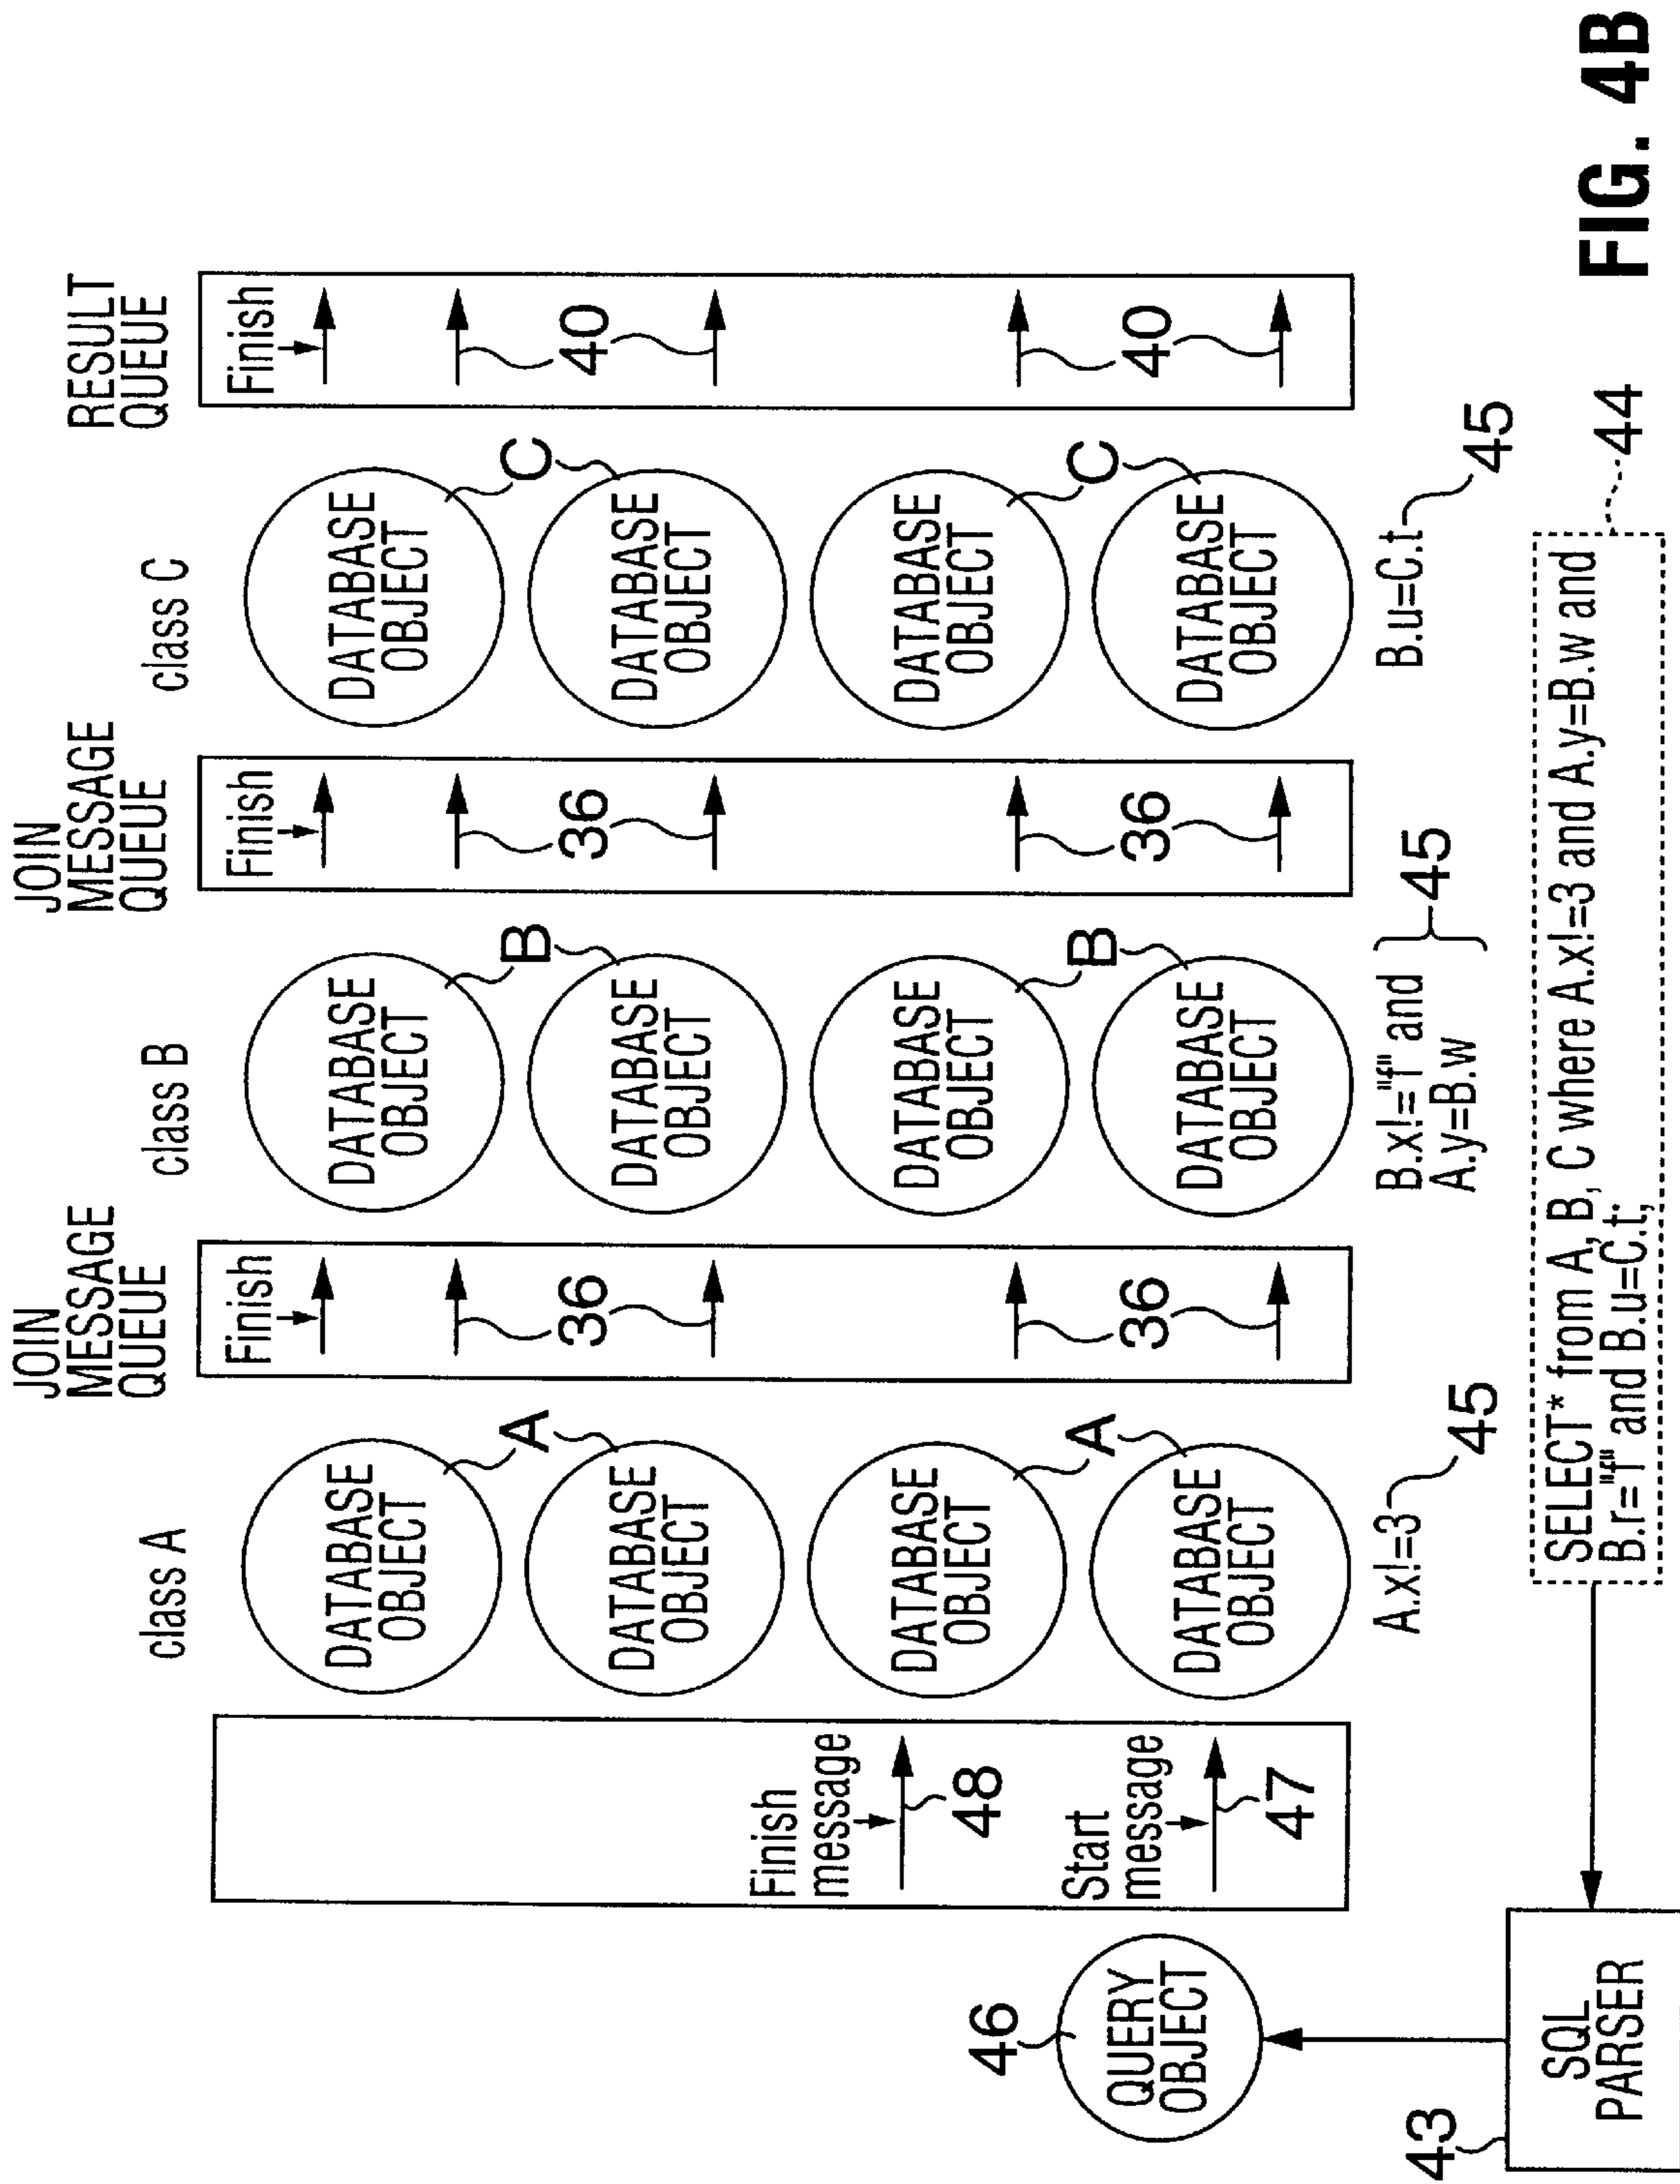 JOIN
MESSAGE
QUEUE
JOIN
MESSAGE
QUEUE
RESULT
QUEUE
class A
class B
class C
Finish
Finish
Finish
DATABASE
OBJECT
DATABASE
OBJECT
DATABASE
OBJECT
A
B
C
36
36
40
DATABASE
OBJECT
DATABASE
OBJECT
DATABASE
OBJECT
Finish
message
48
DATABASE
OBJECT
DATABASE
OBJECT
DATABASE
OBJECT
A
B
C
36
36
40
Start
message
47
DATABASE
OBJECT
DATABASE
OBJECT
DATABASE
OBJECT
46
QUERY
OBJECT
A.x!=3
45
B.x!="f" and
A.y=B.w
45
B.u=C.t
45
43
SQL
PARSER
SELECT* from A, B, C where A.x!=3 and A.y=B.w and
B.r="f" and B.u=C.t;
44
FIG. 4B